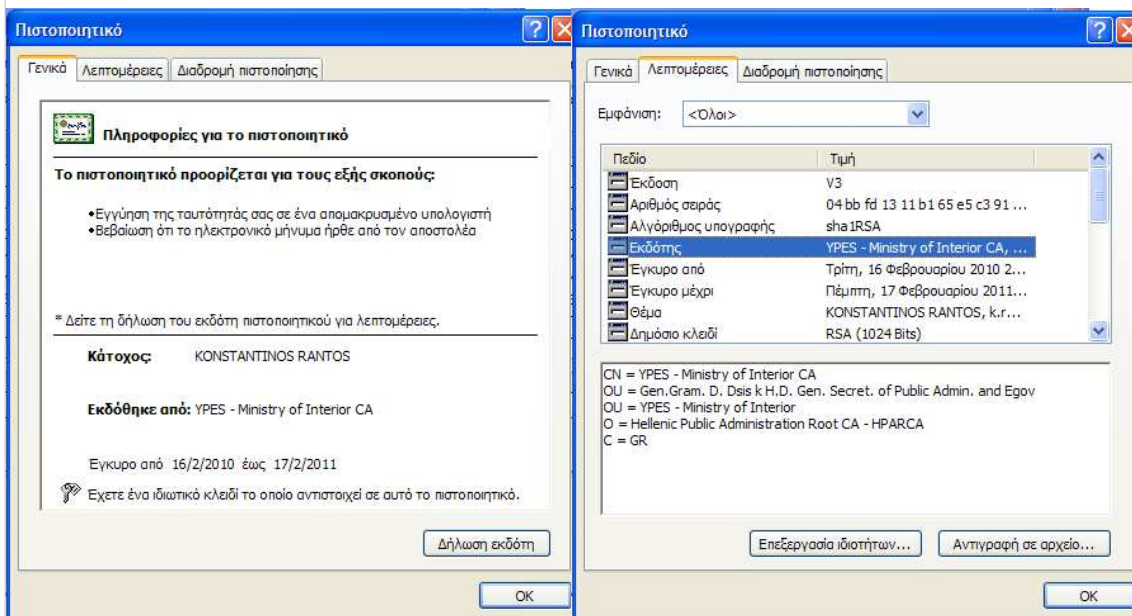 Πιστοποιητικό
Γενικά Λεπτομέρειες Διαδρομή πιστοποίησης
Πληροφορίες για το πιστοποιητικό
Το πιστοποιητικό προορίζεται για τους εξής σκοπούς:
•Εγγύηση της ταυτότητάς σας σε ένα απομακρυσμένο υπολογιστή
•Βεβαίωση ότι το ηλεκτρονικό μήνυμα ήρθε από τον αποστολέα
* Δείτε τη δήλωση του εκδότη πιστοποιητικού για λεπτομέρειες.
Κάτοχος: KONSTANTINOS RANTOS
Εκδόθηκε από: YPES - Ministry of Interior CA
Έγκυρο από 16/2/2010 έως 17/2/2011
Έχετε ένα ιδιωτικό κλειδί το οποίο αντιστοιχεί σε αυτό το πιστοποιητικό.
Δήλωση εκδότη
OK
Πιστοποιητικό
Γενικά Λεπτομέρειες Διαδρομή πιστοποίησης
Εμφάνιση: <Όλοι>
Πεδίο Τιμή
Έκδοση V3
Αριθμός σειράς 04 bb fd 13 11 b1 65 e5 c3 91 ...
Αλγόριθμος υπογραφής sha1RSA
Εκδότης YPES - Ministry of Interior CA, ...
Έγκυρο από Τρίτη, 16 Φεβρουαρίου 2010 2...
Έγκυρο μέχρι Πέμπτη, 17 Φεβρουαρίου 2011...
Θέμα KONSTANTINOS RANTOS, k.r...
Δημόσιο κλειδί RSA (1024 Bits)
CN = YPES - Ministry of Interior CA
OU = Gen.Gram. D. Dsis k H.D. Gen. Secret. of Public Admin. and Egov
OU = YPES - Ministry of Interior
O = Hellenic Public Administration Root CA - HPARCA
C = GR
Επεξεργασία ιδιοτήτων... Αντιγραφή σε αρχείο...
OK